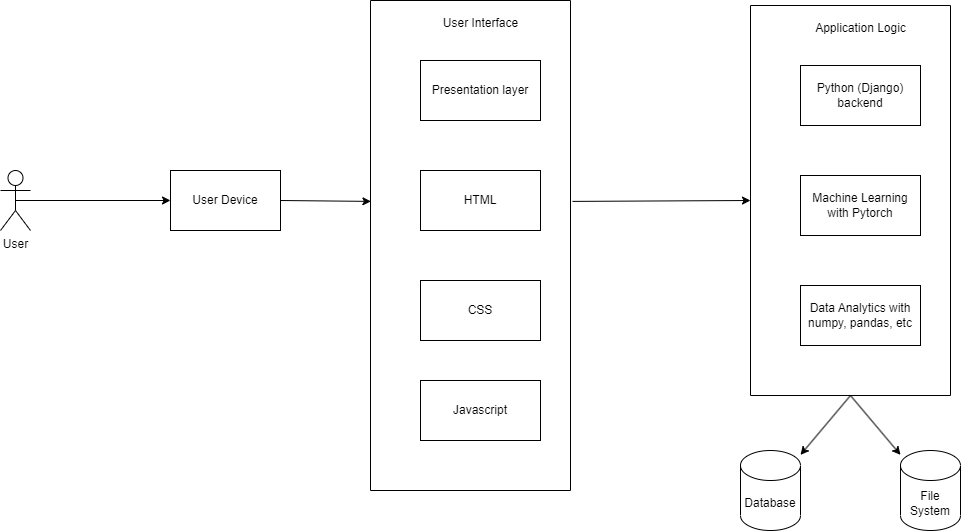 User
User Device
User Interface
Presentation layer
HTML
CSS
Javascript
Application Logic
Python (Django)
backend
Machine Learning
with Pytorch
Data Analytics with
numpy, pandas, etc
Database
File
System